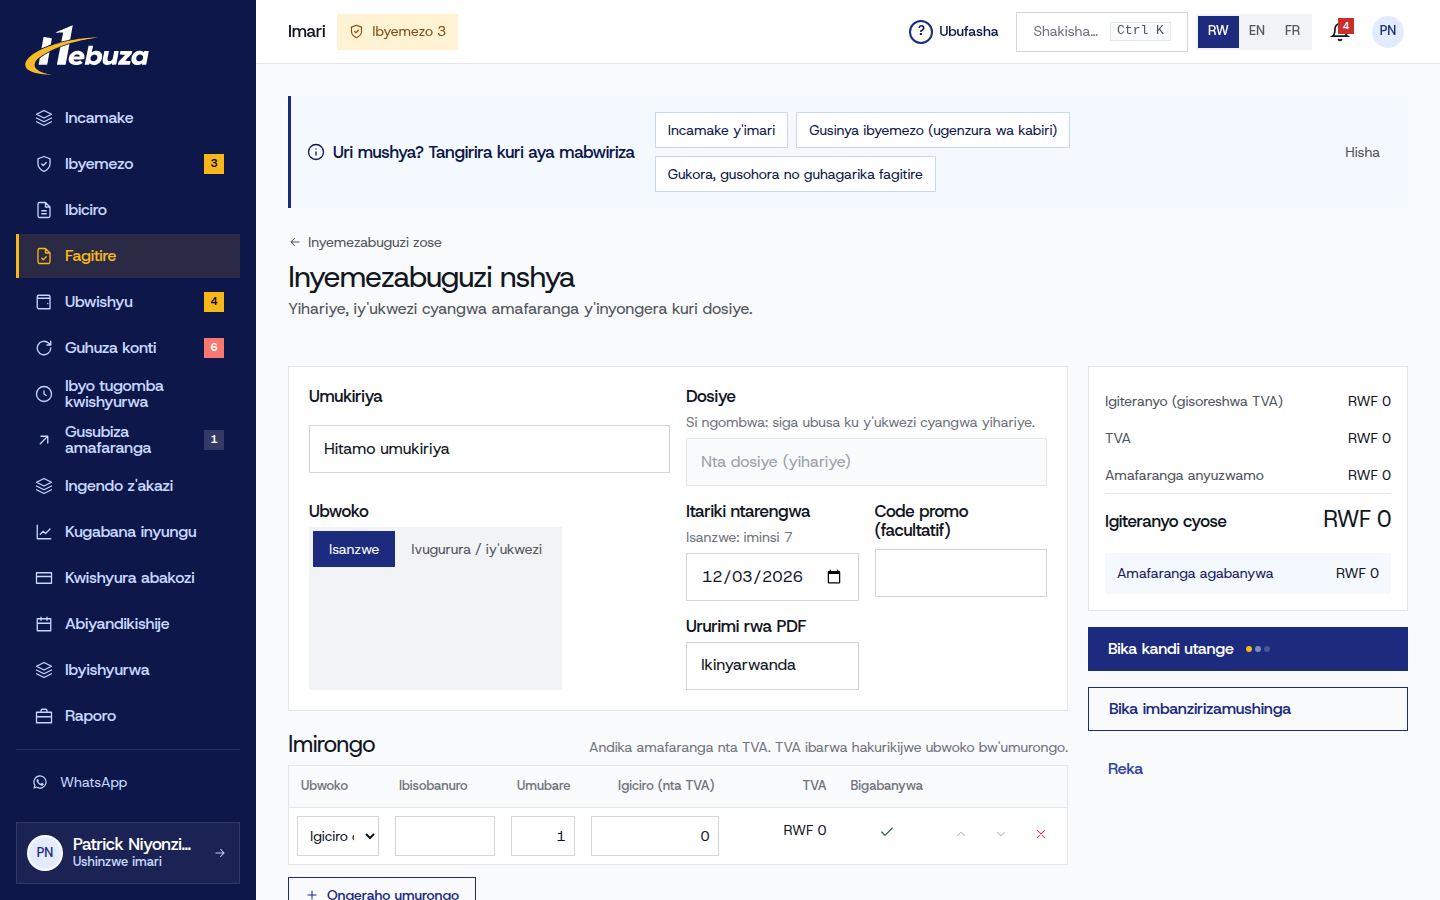 Hebuza
Incamake
Ibyemezo 3
Ibiciro
Fagitire
Ubwishyu 4
Guhuza konti 6
Ibyo tugomba
kwishyurwa
Gusubiza
amafaranga 1
Ingendo z'akazi
Kugabana inyungu
Kwishyura abakozi
Abiyandikishije
Ibyishyurwa
Raporo
WhatsApp
PN Patrick Niyonzi...
Ushinzwe imari
Imari Ibyemezo 3 ? Ubufasha Shakisha... Ctrl K RW EN FR 4 PN
Uri mushya? Tangirira kuri aya mabwiriza
Incamake y'imari Gusinya ibyemezo (ugenzura wa kabiri)
Gukora, gusohora no guhagarika fagitire
Hisha
Inyemezabuguzi zose
Inyemezabuguzi nshya
Yihariye, iy'ukwezi cyangwa amafaranga y'inyongera kuri dosiye.
Umukiriya
Hitamo umukiriya
Dosiye
Si ngombwa: siga ubusa ku y'ukwezi cyangwa yihariye.
Nta dosiye (yihariye)
Ubwoko
Isanzwe Ivugurura / iy'ukwezi
Itariki ntarengwa
Isanzwe: iminsi 7
12/03/2026
Code promo
(facultatif)
Ururimi rwa PDF
Ikinyarwanda
Imirongo
Andika amafaranga nta TVA. TVA ibarwa hakurikijwe ubwoko bw'umurongo.
Ubwoko Ibisobanuro Umubare Igiciro (nta TVA) TVA Bigabanywa
Igiciro 1 0 RWF 0
Ongeraho umurongo
Igiteranyo (gisoreshwa TVA) RWF 0
TVA RWF 0
Amafaranga anyuzwamo RWF 0
Igiteranyo cyose RWF 0
Amafaranga agabanywa RWF 0
Bika kandi utange
Bika imbanzirizamushinga
Reka